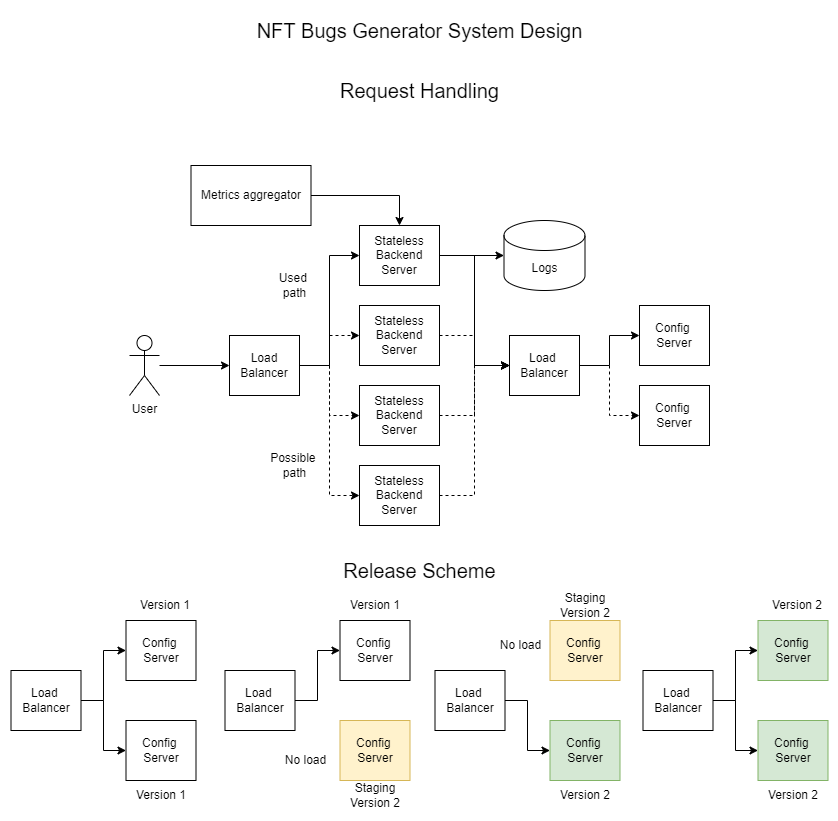 NFT Bugs Generator System Design
Request Handling
Metrics aggregator
Stateless
Backend
Server
Logs
Used
path
Stateless
Backend
Server
Config
Server
Load
Balancer
Load
Balancer
User
Stateless
Backend
Server
Config
Server
Possible
path
Stateless
Backend
Server
Release Scheme
Version 1
Config
Server
Load
Balancer
Config
Server
Version 1
Version 1
Config
Server
Load
Balancer
No load
Config
Server
Staging
Version 2
Staging
Version 2
No load
Config
Server
Load
Balancer
Config
Server
Version 2
Version 2
Config
Server
Load
Balancer
Config
Server
Version 2